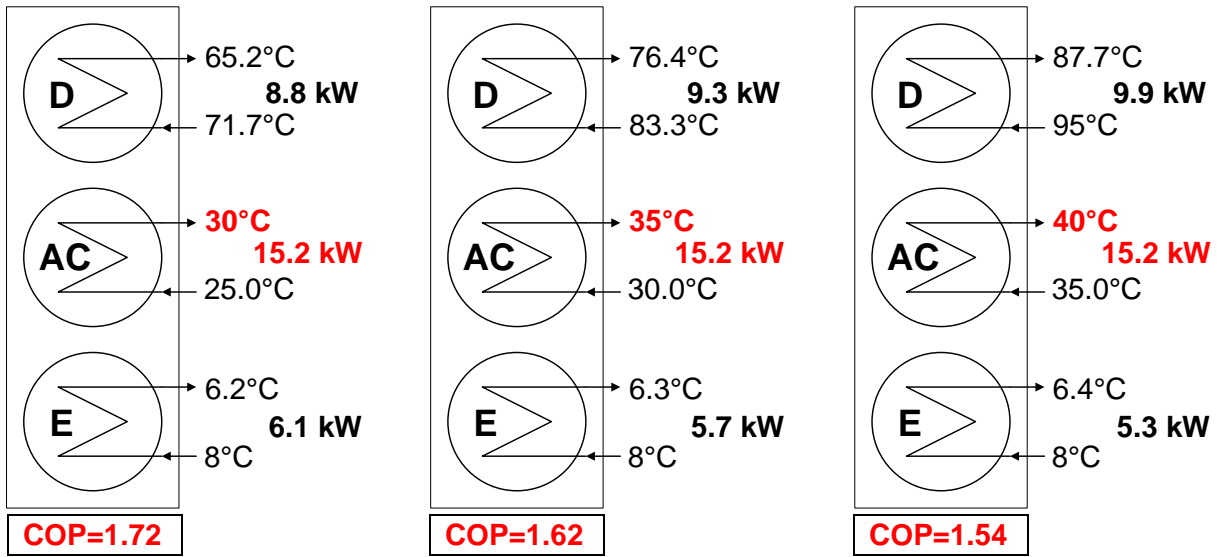 65.2°C
D
8.8 kW
71.7°C
30°C
AC
15.2 kW
25.0°C
6.2°C
E
6.1 kW
8°C
COP=1.72
76.4°C
D
9.3 kW
83.3°C
35°C
AC
15.2 kW
30.0°C
6.3°C
E
5.7 kW
8°C
COP=1.62
87.7°C
D
9.9 kW
95°C
40°C
AC
15.2 kW
35.0°C
6.4°C
E
5.3 kW
8°C
COP=1.54